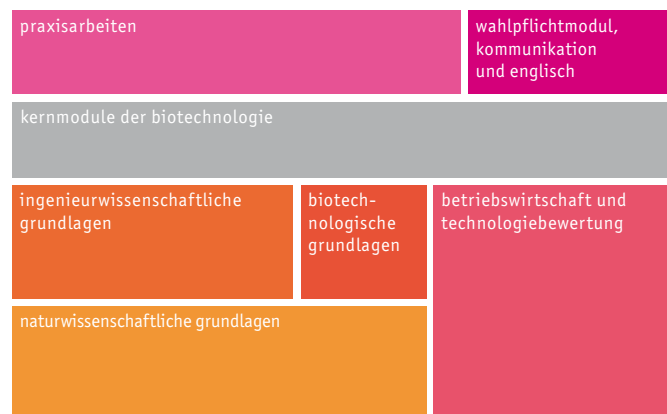 praxisarbeiten
wahlpflichtmodul,
kommunikation
und englisch
kernmodule der biotechnologie
ingenieurwissenschaftliche
grundlagen
biotech-
nologische
grundlagen
betriebswirtschaft und
technologiebewertung
naturwissenschaftliche grundlagen